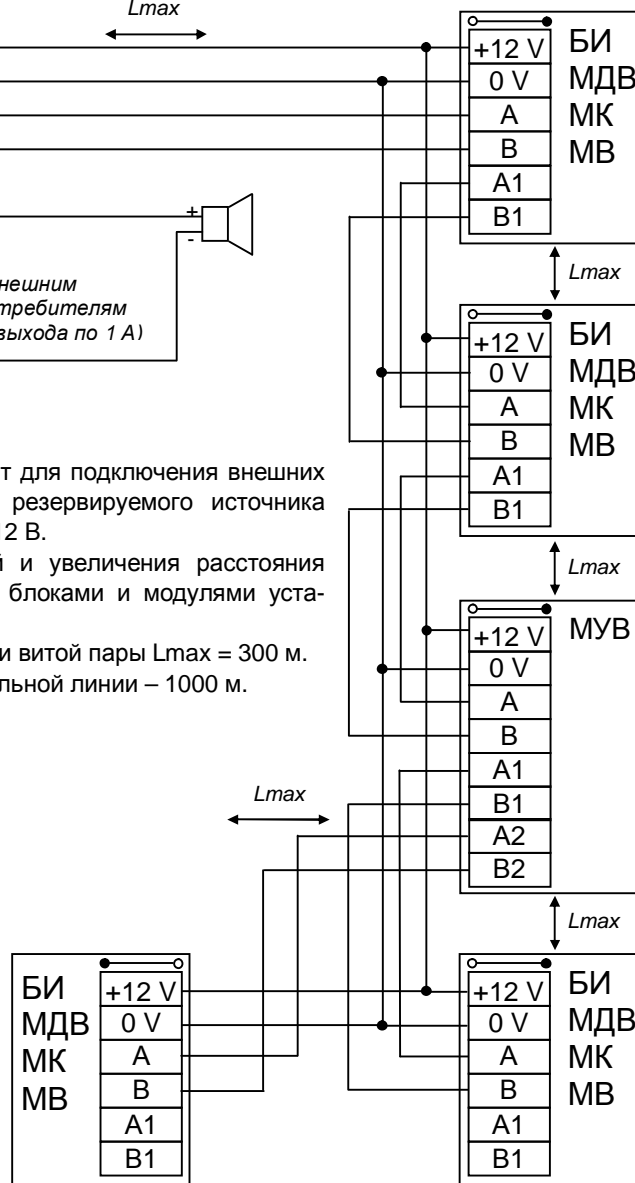 Lmax
+12 V
0 V
A
B
A1
B1
БИ
МДВ
МК
МВ
+
-
нешним
требителям
выхода по 1 А)
Lmax
+12 V
0 V
A
B
A1
B1
БИ
МДВ
МК
МВ
т для подключения внешних
резервируемого источника
12 В.
й и увеличения расстояния
блоками и модулями уста-
и витой пары Lmax = 300 м.
льной линии – 1000 м.
Lmax
+12 V
0 V
A
B
A1
B1
A2
B2
МУВ
Lmax
Lmax
БИ
МДВ
МК
МВ
+12 V
0 V
A
B
A1
B1
+12 V
0 V
A
B
A1
B1
БИ
МДВ
МК
МВ